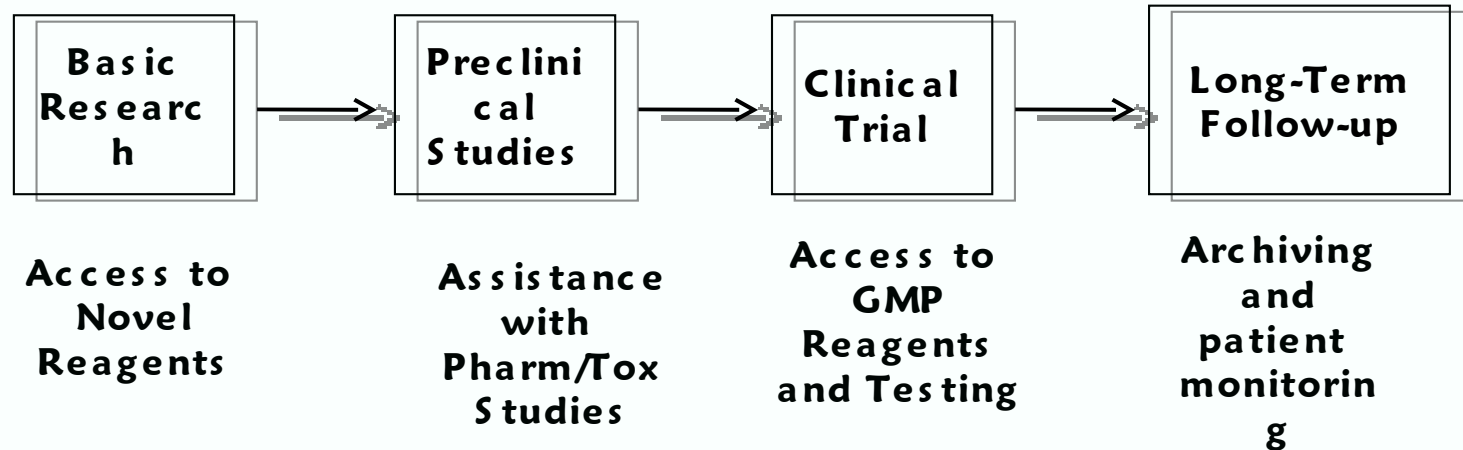 Basic
Researc
h
Preclini
cal
Studies
Clinical
Trial
Long-Term
Follow-up
Access to
Novel
Reagents
Assistance
with
Pharm/Tox
Studies
Access to
GMP
Reagents
and Testing
Archiving
and
patient
monitorin
g